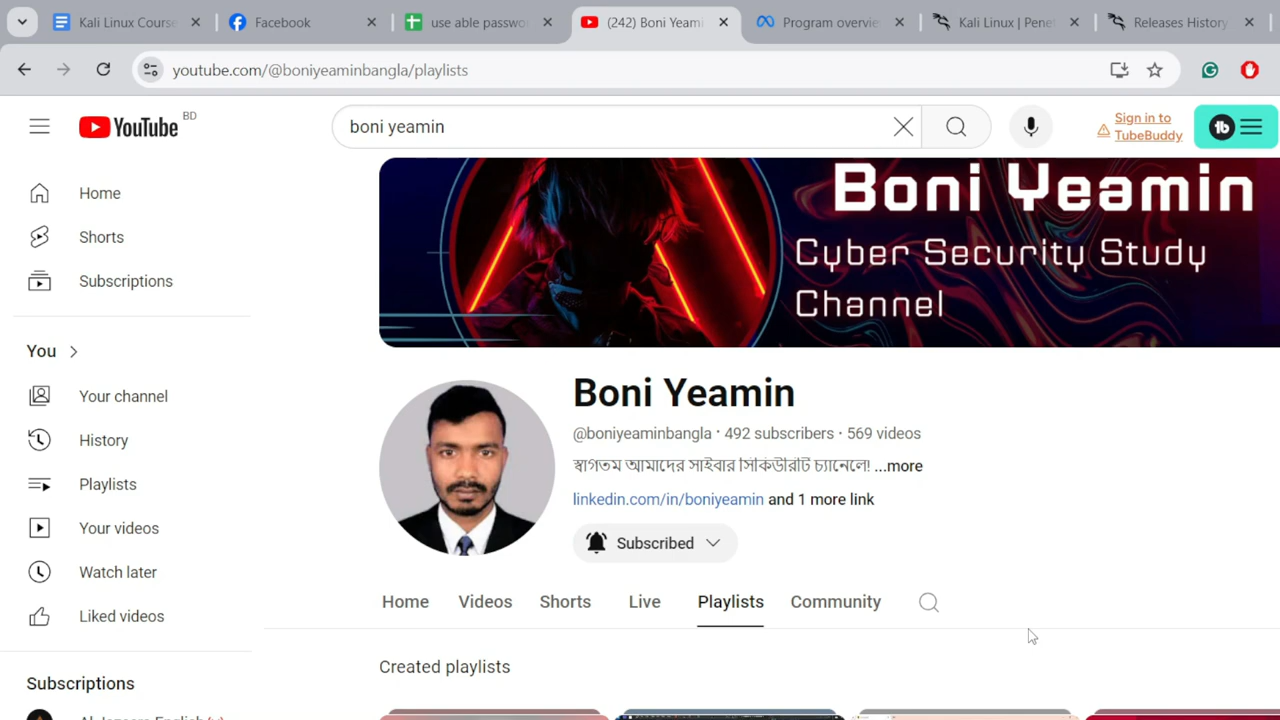 Kali Linux Course
Facebook
use able passwo
(242) Boni Yeami
Program overvie
Kali Linux | Penet
Releases History
youtube.com/@boniyeaminbangla/playlists
YouTube BD
boni yeamin
Sign in to
TubeBuddy
tb
Home
Shorts
Subscriptions
You
Your channel
History
Playlists
Your videos
Watch later
Liked videos
Subscriptions
Boni Yeamin
Cyber Security Study
Channel
Boni Yeamin
@boniyeaminbangla · 492 subscribers · 569 videos
স্বাগতম আমাদের সাইবার সিকিউরিটি চ্যানেলে! ...more
linkedin.com/in/boniyeamin and 1 more link
Subscribed
Home Videos Shorts Live Playlists Community
Created playlists